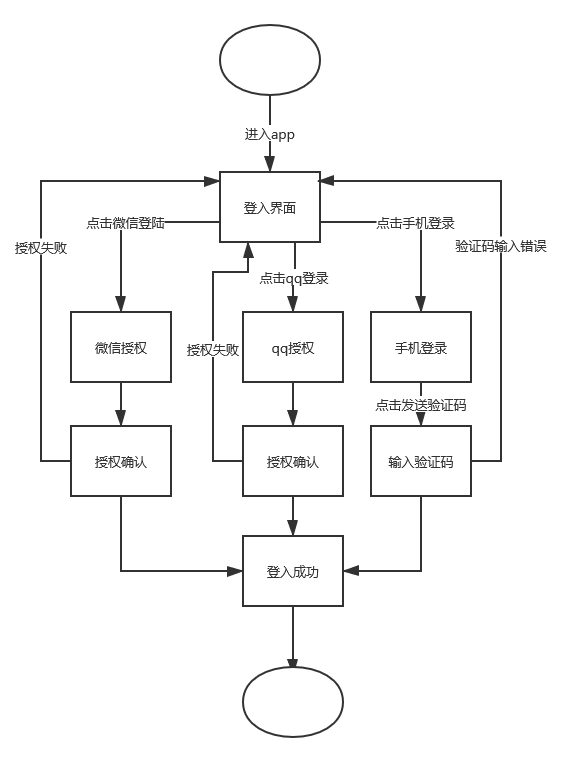 进入app
登入界面
点击微信登陆
点击手机登录
授权失败
验证码输入错误
点击qq登录
微信授权
授权失败
qq授权
手机登录
点击发送验证码
授权确认
授权确认
输入验证码
登入成功